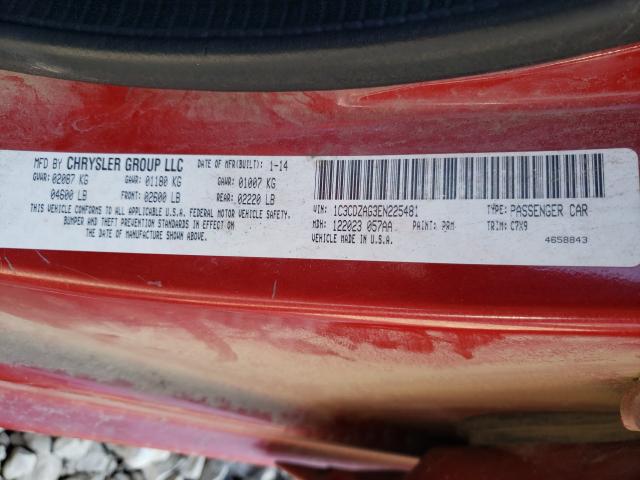 MFD BY CHRYSLER GROUP LLC DATE OF MFR(BUILT): 1-14
GVWR: 02087 KG GAWR: 01180 KG GAWR: 01007 KG
04600 LB FRONT: 02600 LB REAR: 02220 LB
THIS VEHICLE CONFORMS TO ALL APPLICABLE U.S.A. FEDERAL MOTOR VEHICLE SAFETY,
BUMPER AND THEFT PREVENTION STANDARDS IN EFFECT ON
THE DATE OF MANUFACTURE SHOWN ABOVE.
VIN: 1C3CDZAG3EN225481 TYPE: PASSENGER CAR
MDH: 122023 057AA PAINT: PRM TRIM: C7X9
VEHICLE MADE IN U.S.A. 4658843